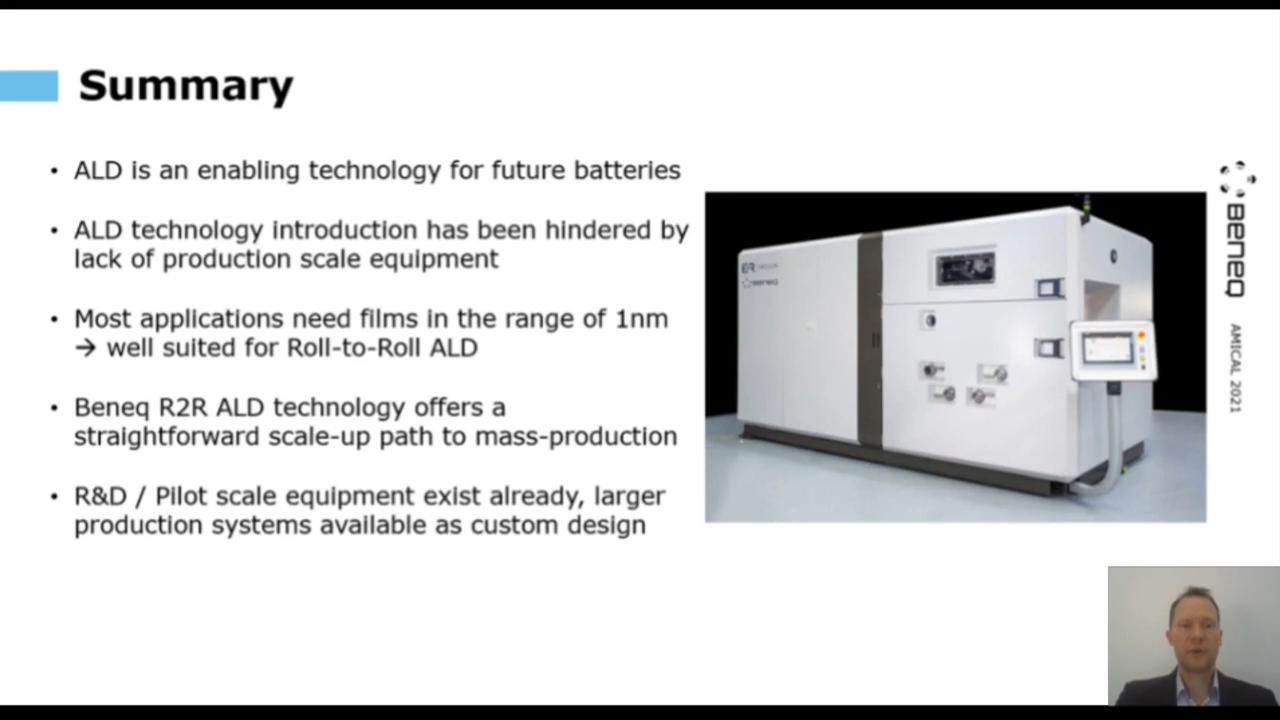 Summary
• ALD is an enabling technology for future batteries
• ALD technology introduction has been hindered by
lack of production scale equipment
• Most applications need films in the range of 1nm
→ well suited for Roll-to-Roll ALD
• Beneq R2R ALD technology offers a
straightforward scale-up path to mass-production
• R&D / Pilot scale equipment exist already, larger
production systems available as custom design
BENEQ
BENEQ
AMICAL 2021